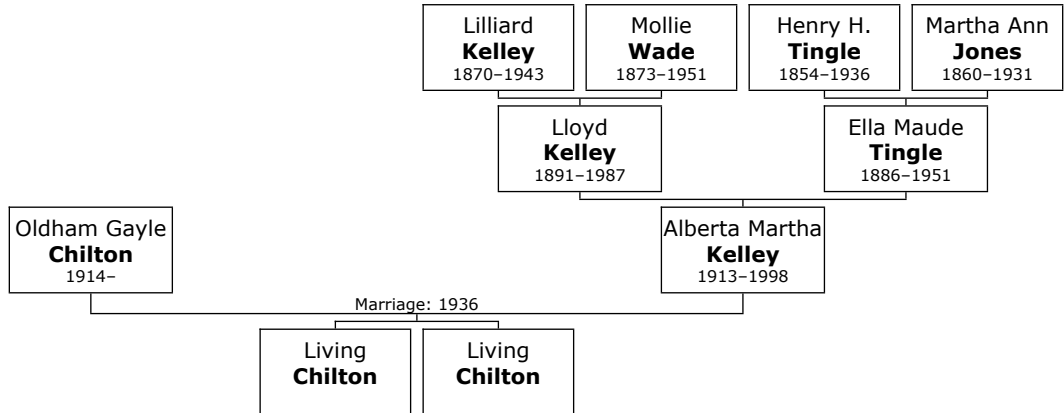 Lilliard
Kelley
1870–1943
Mollie
Wade
1873–1951
Henry H.
Tingle
1854–1936
Martha Ann
Jones
1860–1931
Lloyd
Kelley
1891–1987
Ella Maude
Tingle
1886–1951
Oldham Gayle
Chilton
1914–
Alberta Martha
Kelley
1913–1998
Marriage: 1936
Living
Chilton
Living
Chilton